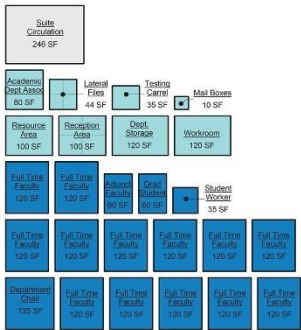 Suite
Circulation
246 SF
Academic
Dept Assoc
80 SF
Lateral
Files
44 SF
Testing
Carrel
35 SF
Mail Boxes
10 SF
Resource
Area
100 SF
Reception
Area
100 SF
Dept.
Storage
120 SF
Workroom
120 SF
Full Time
Faculty
120 SF
Full Time
Faculty
120 SF
Adjunct
Faculty
60 SF
Grad
Student
60 SF
Student
Worker
35 SF
Full Time
Faculty
120 SF
Full Time
Faculty
120 SF
Full Time
Faculty
120 SF
Full Time
Faculty
120 SF
Full Time
Faculty
120 SF
Full Time
Faculty
120 SF
Department
Chair
135 SF
Full Time
Faculty
120 SF
Full Time
Faculty
120 SF
Full Time
Faculty
120 SF
Full Time
Faculty
120 SF
Full Time
Faculty
120 SF